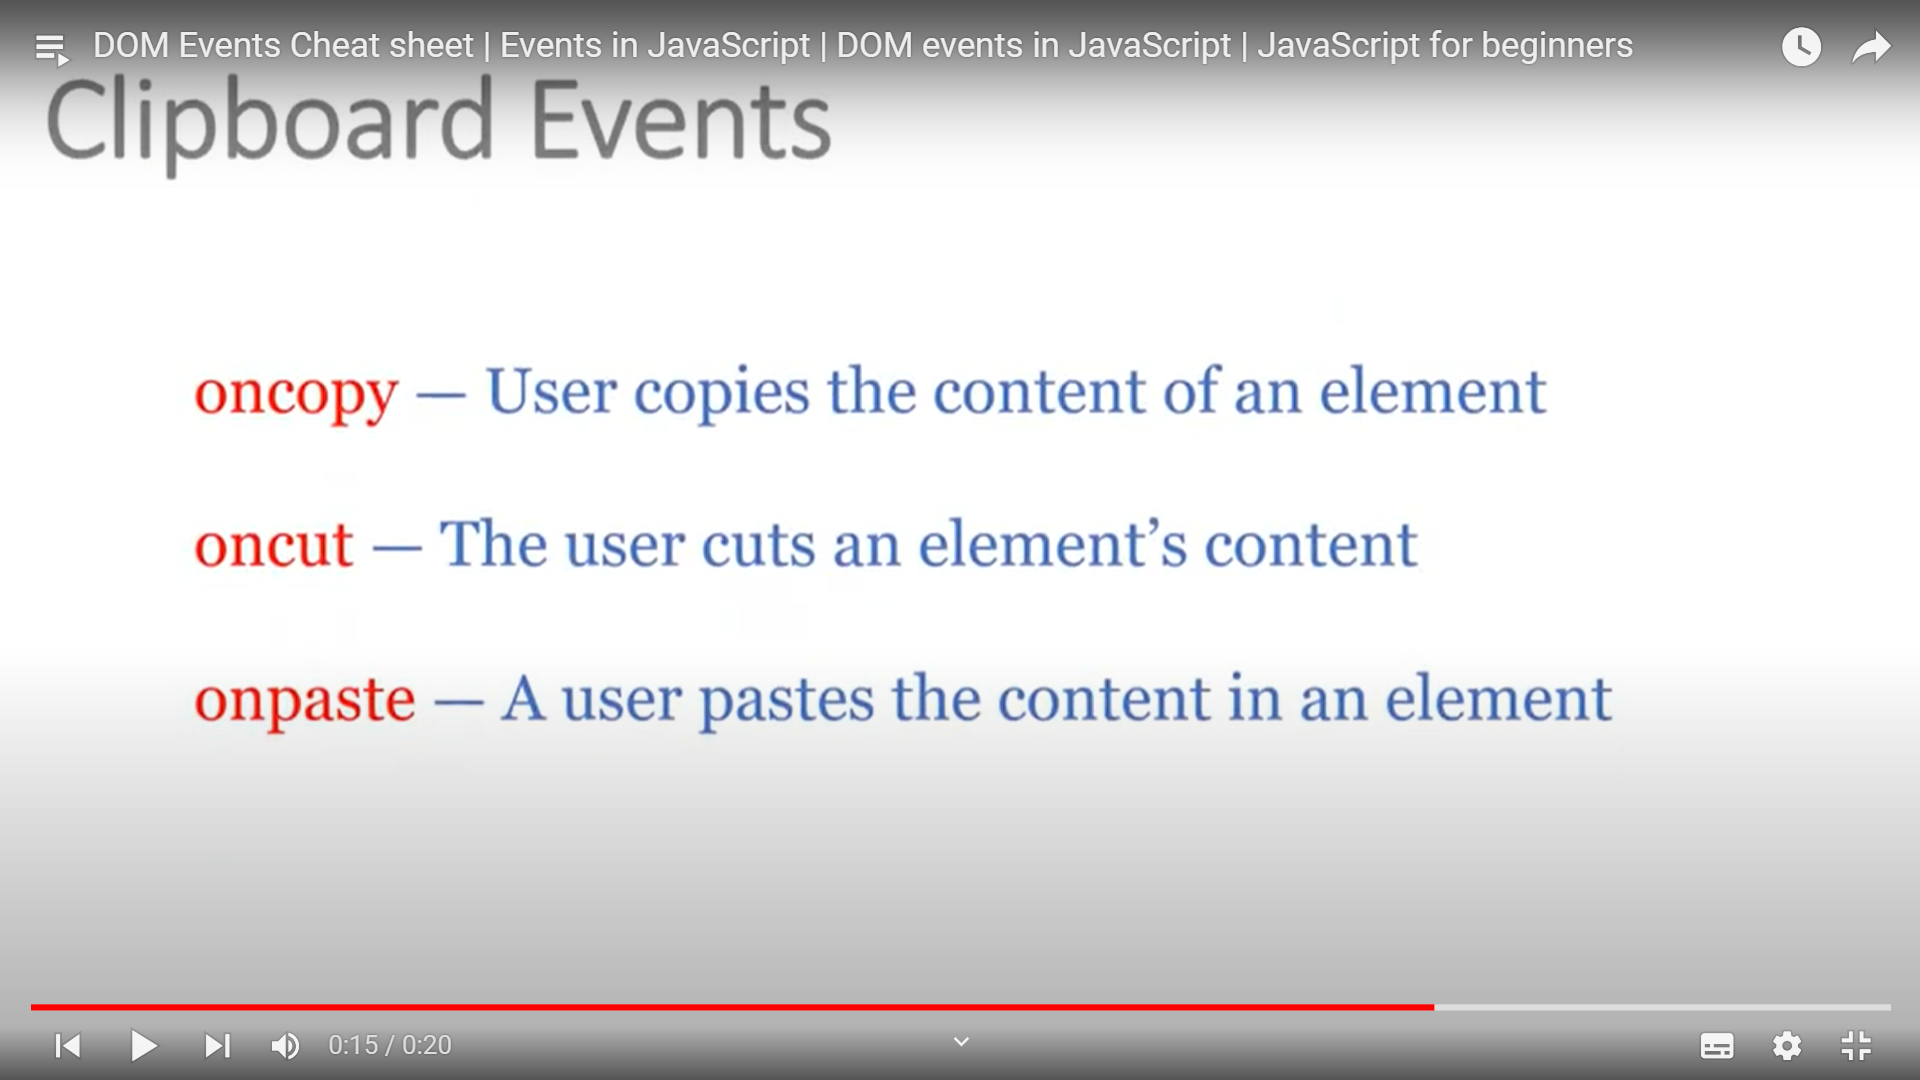 DOM Events Cheat sheet | Events in JavaScript | DOM events in JavaScript | JavaScript for beginners
Clipboard Events
oncopy — User copies the content of an element
oncut — The user cuts an element’s content
onpaste — A user pastes the content in an element
0:15 / 0:20